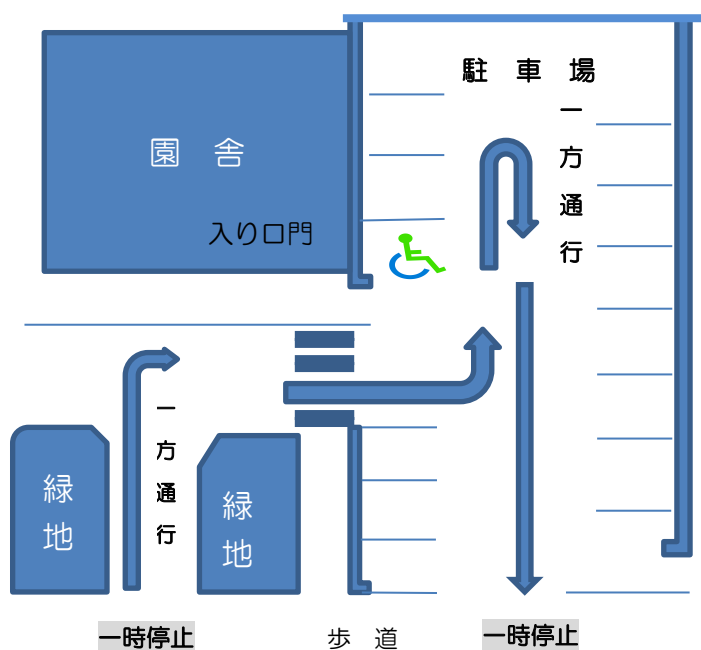 駐車場
一方通行
園舎
入り口門
一方通行
緑地
緑地
一時停止
歩道
一時停止